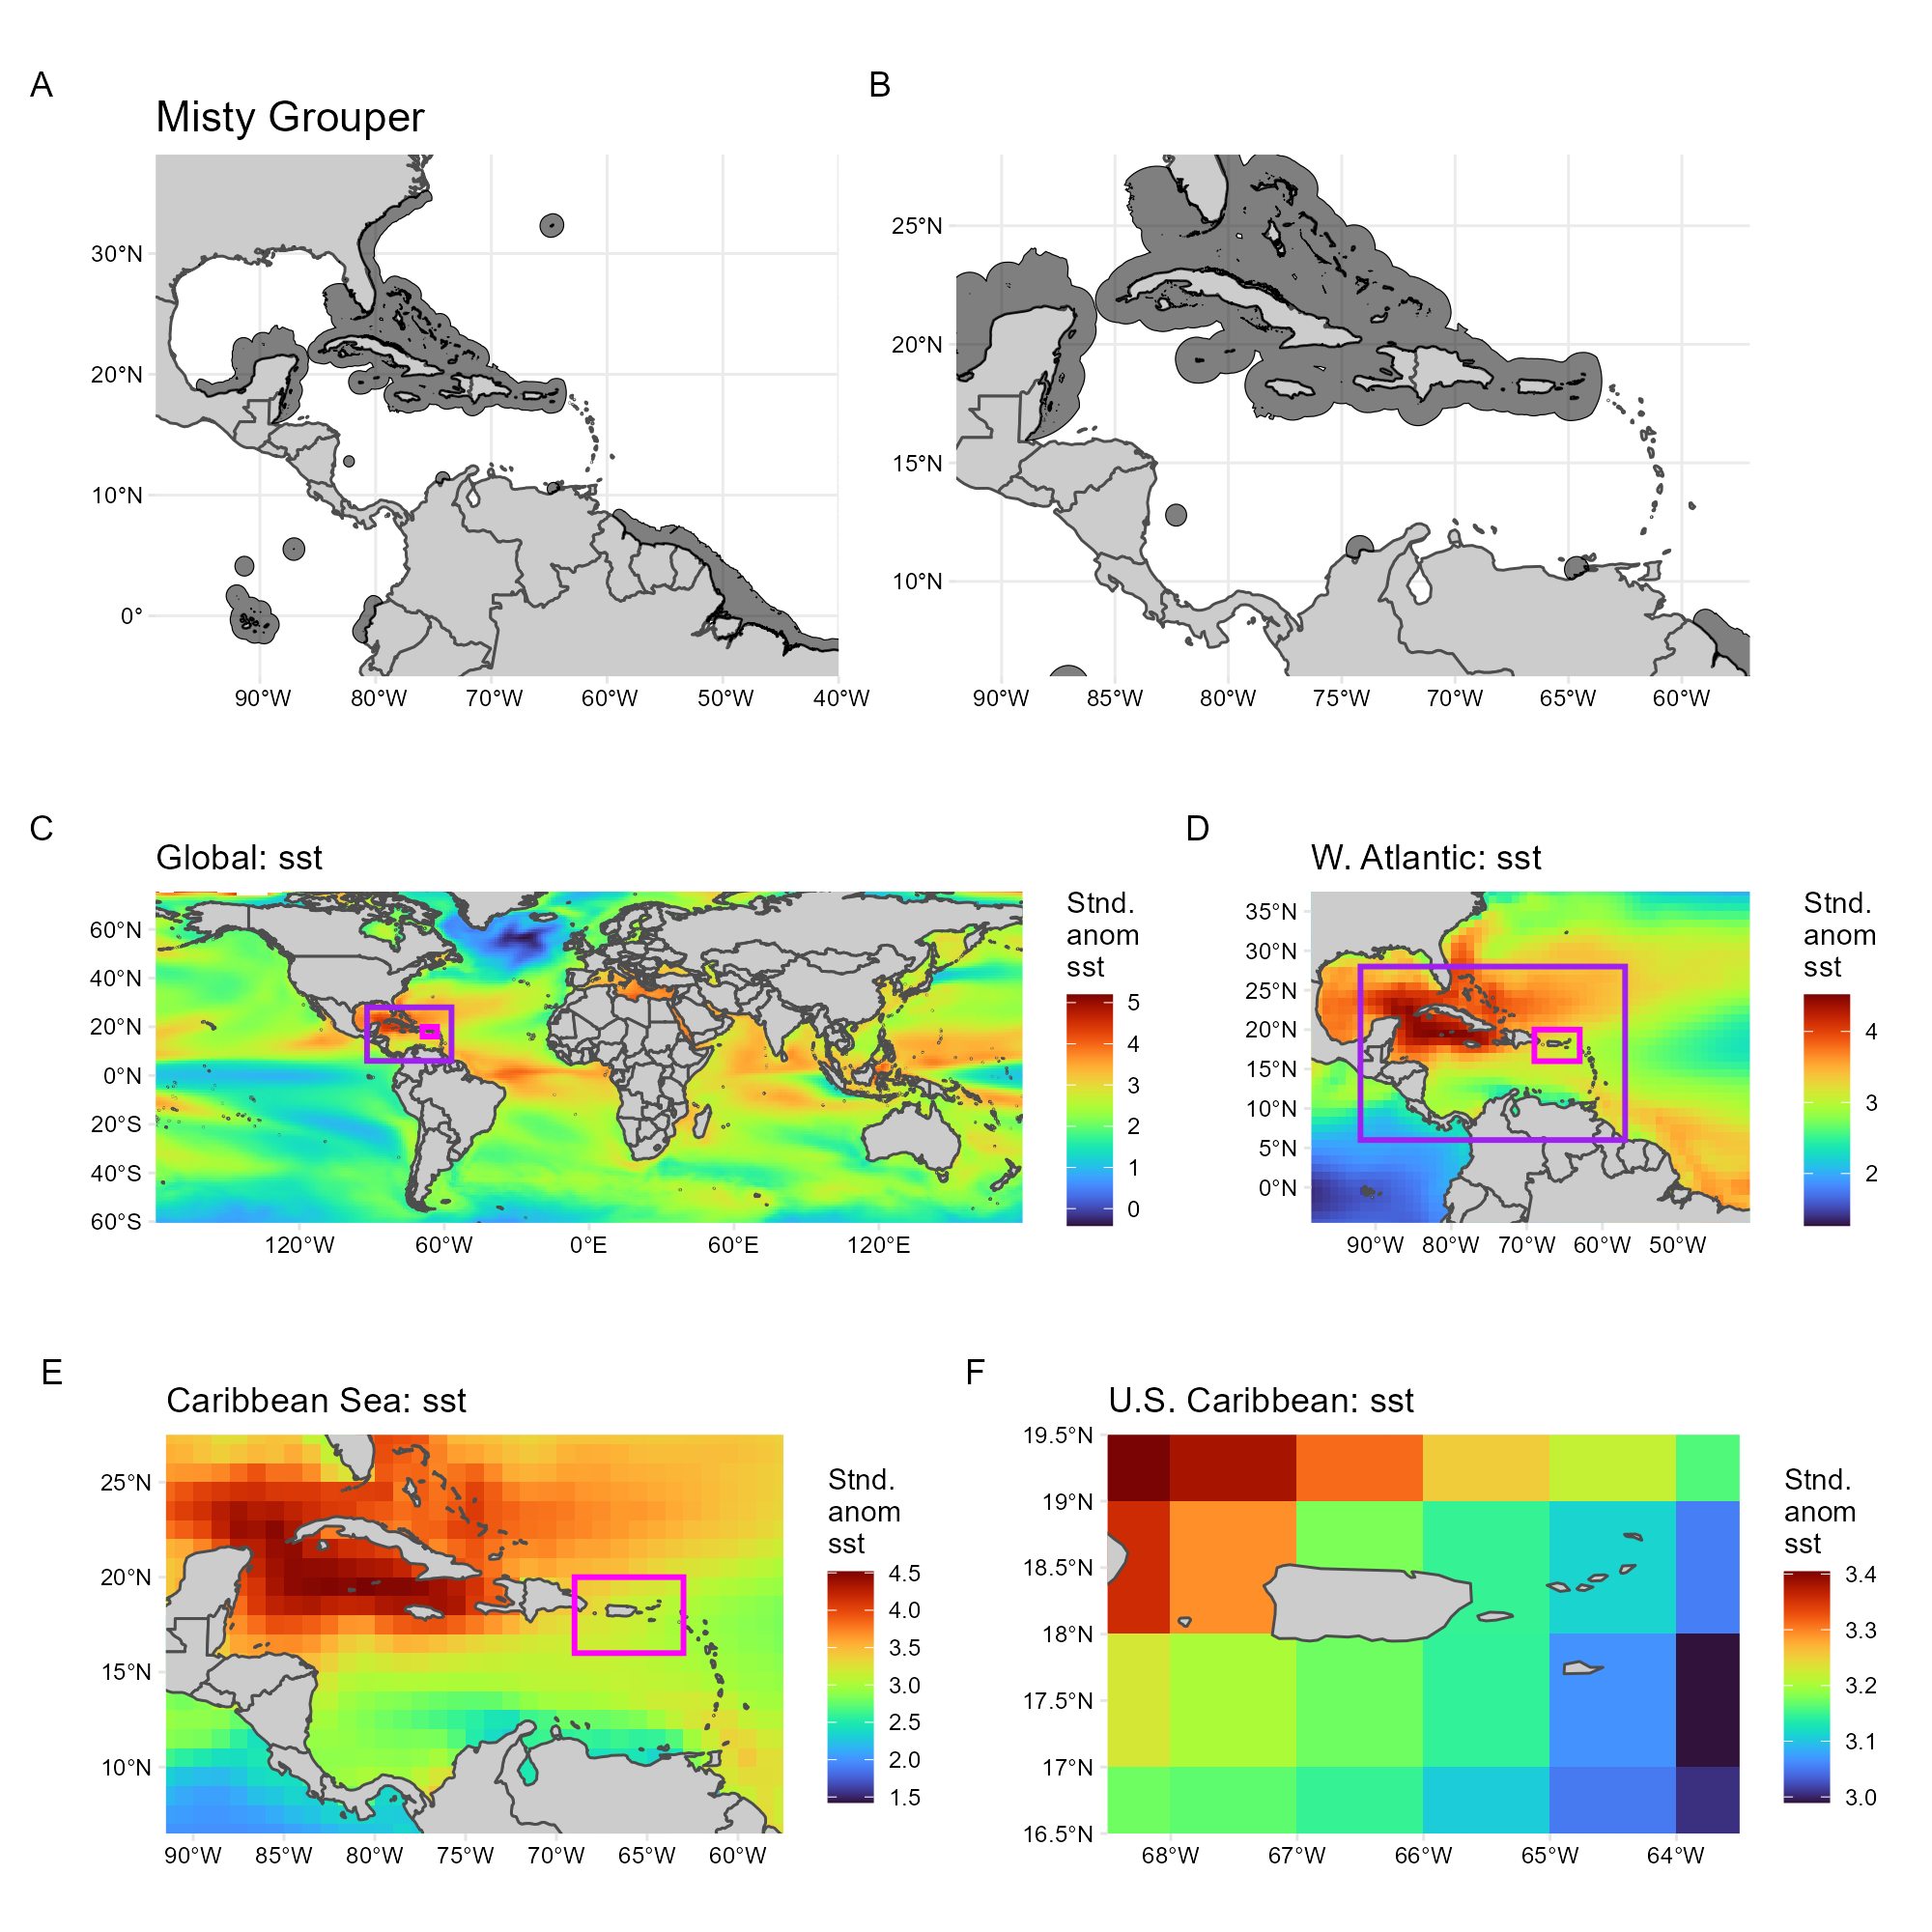 A
B
Misty Grouper
30°N
20°N
10°N
0°
90°W 80°W 70°W 60°W 50°W 40°W
25°N
20°N
15°N
10°N
90°W 85°W 80°W 75°W 70°W 65°W 60°W
C
D
Global: sst
60°N
40°N
20°N
0°N
20°S
40°S
60°S
120°W 60°W 0°E 60°E 120°E
Stnd.
anom
sst
5
4
3
2
1
0
W. Atlantic: sst
35°N
30°N
25°N
20°N
15°N
10°N
5°N
0°N
90°W 80°W 70°W 60°W 50°W
Stnd.
anom
sst
4
3
2
E
F
Caribbean Sea: sst
25°N
20°N
15°N
10°N
90°W 85°W 80°W 75°W 70°W 65°W 60°W
Stnd.
anom
sst
4.5
4.0
3.5
3.0
2.5
2.0
1.5
U.S. Caribbean: sst
19.5°N
19°N
18.5°N
18°N
17.5°N
17°N
16.5°N
68°W 67°W 66°W 65°W 64°W
Stnd.
anom
sst
3.4
3.3
3.2
3.1
3.0